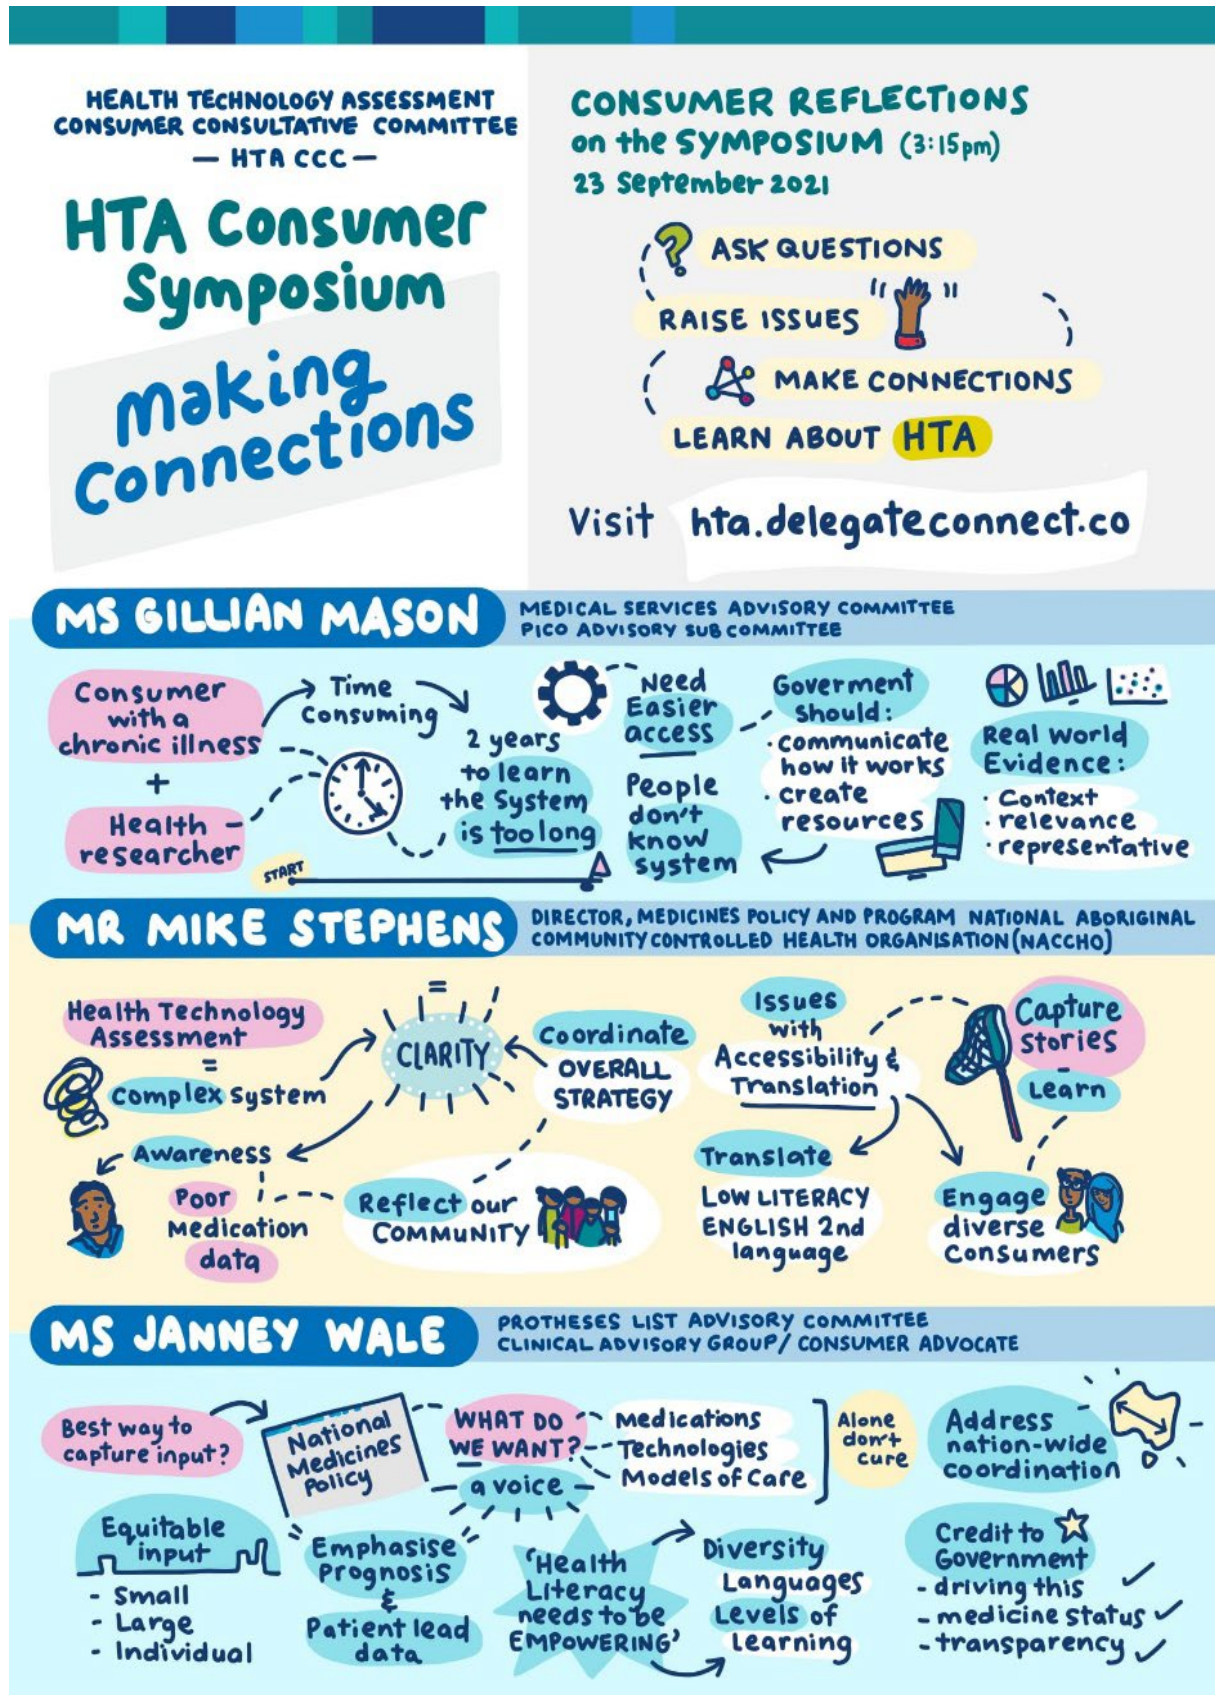 HEALTH TECHNOLOGY ASSESSMENT
CONSUMER CONSULTATIVE COMMITTEE
— HTA CCC —
HTA Consumer
Symposium
making
Connections
CONSUMER REFLECTIONS
on the SYMPOSIUM (3:15pm)
23 September 2021
ASK QUESTIONS
RAISE ISSUES
MAKE CONNECTIONS
LEARN ABOUT HTA
Visit hta.delegateconnect.co
MS GILLIAN MASON
MEDICAL SERVICES ADVISORY COMMITTEE
PICO ADVISORY SUB COMMITTEE
Consumer
with a
chronic illness
+
Health
researcher
Time
Consuming
2 years
to learn
the System
is too long
START
Need
Easier
access
People
don't
know
system
Goverment
Should:
· communicate
how it works
· create
resources
Real World
Evidence:
· Context
· relevance
· representative
MR MIKE STEPHENS
DIRECTOR, MEDICINES POLICY AND PROGRAM NATIONAL ABORIGINAL
COMMUNITY CONTROLLED HEALTH ORGANISATION (NACCHO)
Health Technology
Assessment
=
Complex System
Awareness
Poor
Medication
data
=
CLARITY
Coordinate
OVERALL
STRATEGY
Reflect our
COMMUNITY
Issues
with
Accessibility &
Translation
Translate
LOW LITERACY
ENGLISH 2nd
language
Capture
Stories
-
Learn
Engage
diverse
Consumers
MS JANNEY WALE
PROTHESES LIST ADVISORY COMMITTEE
CLINICAL ADVISORY GROUP/ CONSUMER ADVOCATE
Best way to
capture input?
National
Medicines
Policy
WHAT DO
WE WANT?
a voice
Medications
Technologies
Models of Care
Alone
don't
cure
Address
nation-wide
coordination
Equitable
input
- Small
- Large
- Individual
Emphasise
Prognosis
&
Patient lead
data
'Health
Literacy
needs to be
EMPOWERING'
Diversity
Languages
Levels of
Learning
Credit to
Government
- driving this
- medicine status
- transparency